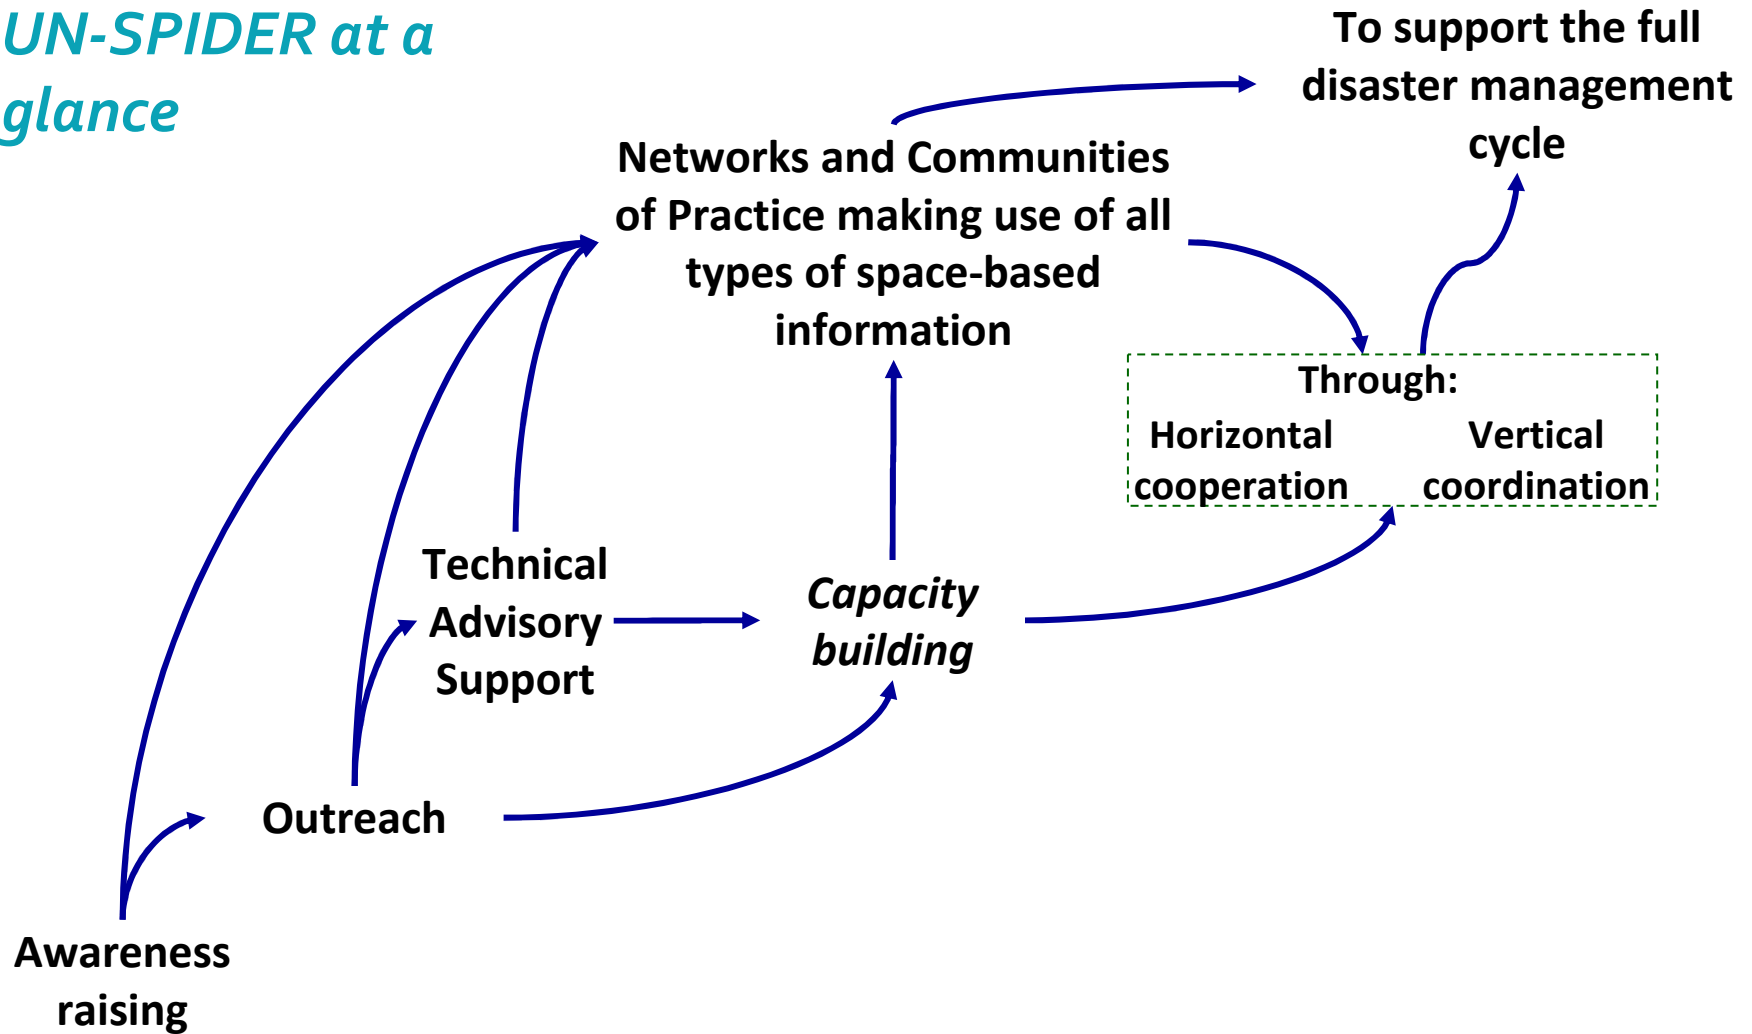 UN-SPIDER at a
glance
To support the full
disaster management
cycle
Networks and Communities
of Practice making use of all
types of space-based
information
Through:
Horizontal
cooperation
Vertical
coordination
Technical
Advisory
Support
Capacity
building
Outreach
Awareness
raising